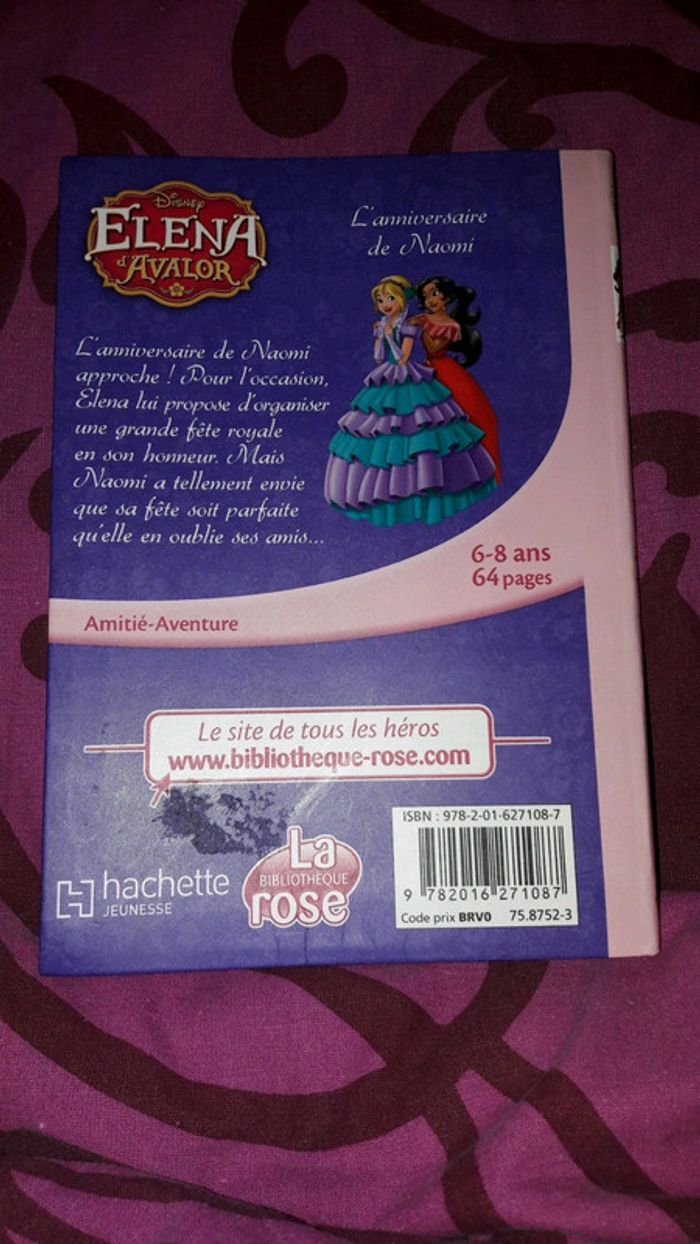 Disney
ELENA
d'AVALOR
L'anniversaire
de Naomi
L'anniversaire de Naomi
approche ! Pour l'occasion,
Elena lui propose d'organiser
une grande fête royale
en son honneur. Mais
Naomi a tellement envie
que sa fête soit parfaite
qu'elle en oublie ses amis...
6-8 ans
64 pages
Amitié-Aventure
Le site de tous les héros
www.bibliotheque-rose.com
hachette
JEUNESSE
La
BIBLIOTHEQUE
rose
ISBN : 978-2-01-627108-7
9 782016 271087
Code prix BRV0 75.8752-3